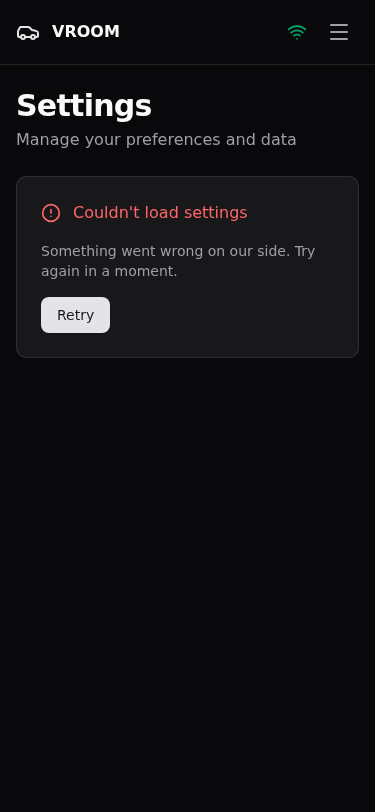 VROOM
Settings
Manage your preferences and data
Couldn't load settings
Something went wrong on our side. Try
again in a moment.
Retry